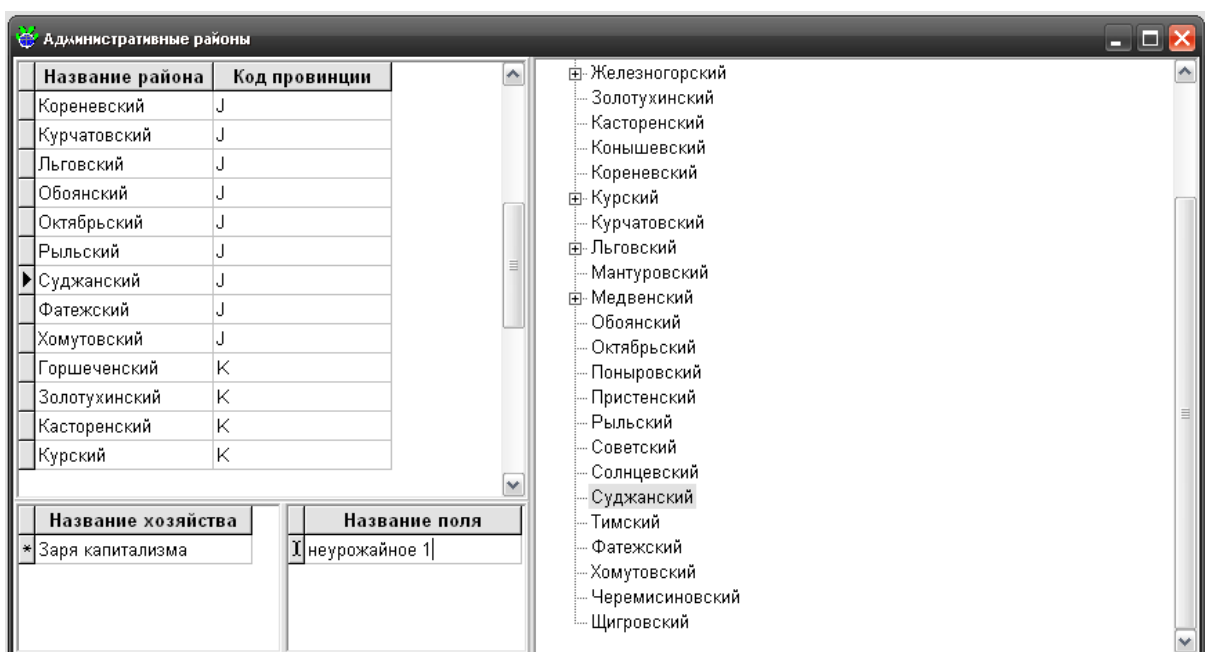 Административные районы
Название района Код провинции
Кореневский J
Курчатовский J
Льговский J
Обоянский J
Октябрьский J
Рыльский J
Суджанский J
Фатежский J
Хомутовский J
Горшеченский K
Золотухинский K
Касторенский K
Курский K
Название хозяйства
Заря капитализма
Название поля
неурожайное 1
Железногорский
Золотухинский
Касторенский
Конышевский
Кореневский
Курский
Курчатовский
Льговский
Мантуровский
Медвенский
Обоянский
Октябрьский
Поныровский
Пристенский
Рыльский
Советский
Солнцевский
Суджанский
Тимский
Фатежский
Хомутовский
Черемисиновский
Щигровский